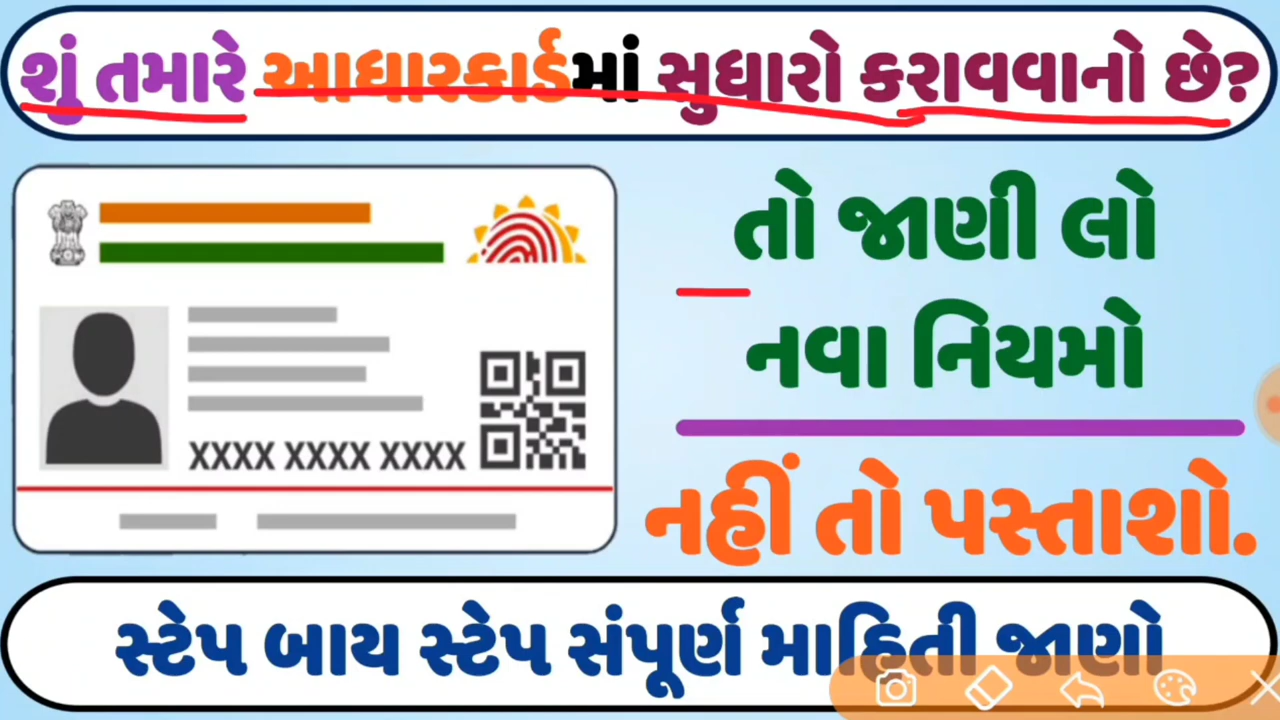 શું તમારે આધારકાર્ડમાં સુધારો કરાવવાનો છે?
તો જાણી લો
નવા નિયમો
XXXX XXXX XXXX
નહીં તો પસ્તાશો.
સ્ટેપ બાય સ્ટેપ સંપૂર્ણ માહિતી જાણો